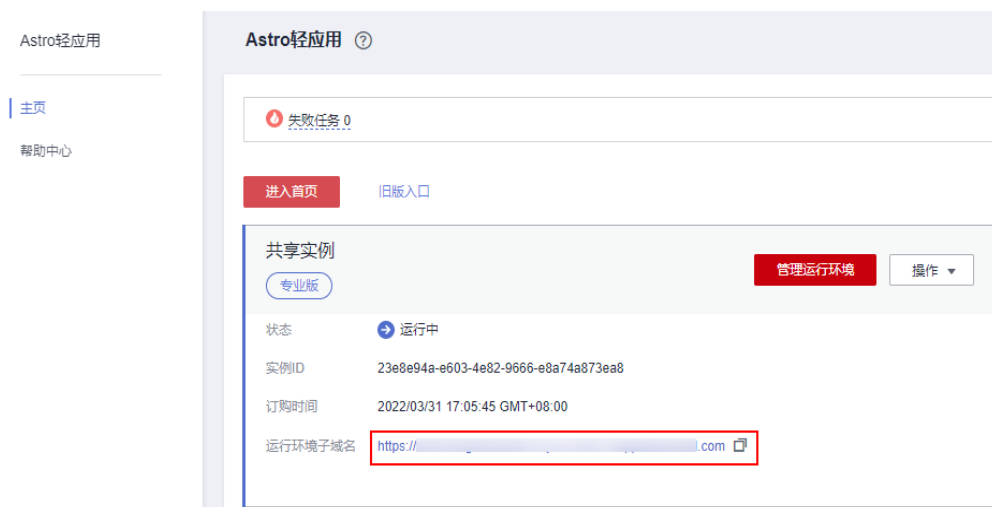 Astro轻应用
主页
帮助中心
Astro轻应用 ?
失败任务 0
进入首页 旧版入口
共享实例
专业版
管理运行环境 操作
状态 运行中
实例ID 23e8e94a-e603-4e82-9666-e8a74a873ea8
订购时间 2022/03/31 17:05:45 GMT+08:00
运行环境子域名 https:// .com